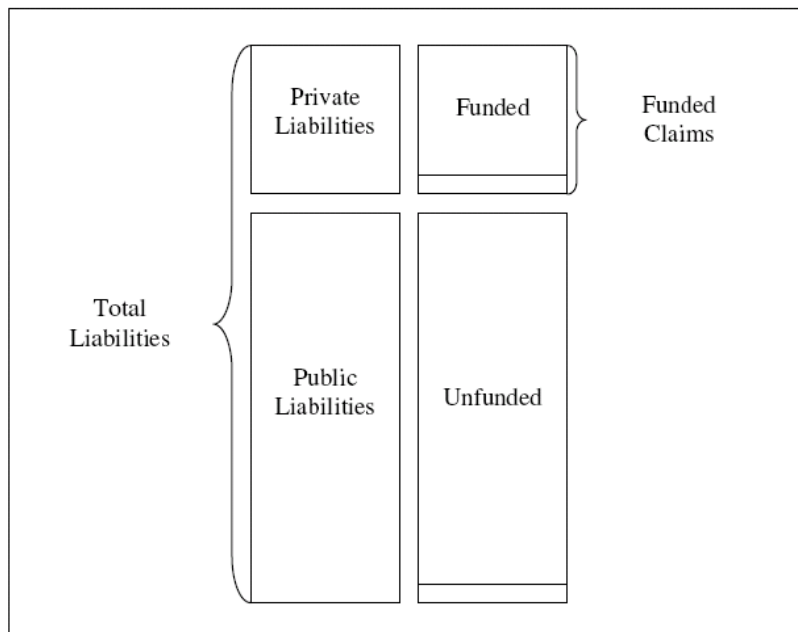 Private
Liabilities
Funded
Funded
Claims
Total
Liabilities
Public
Liabilities
Unfunded